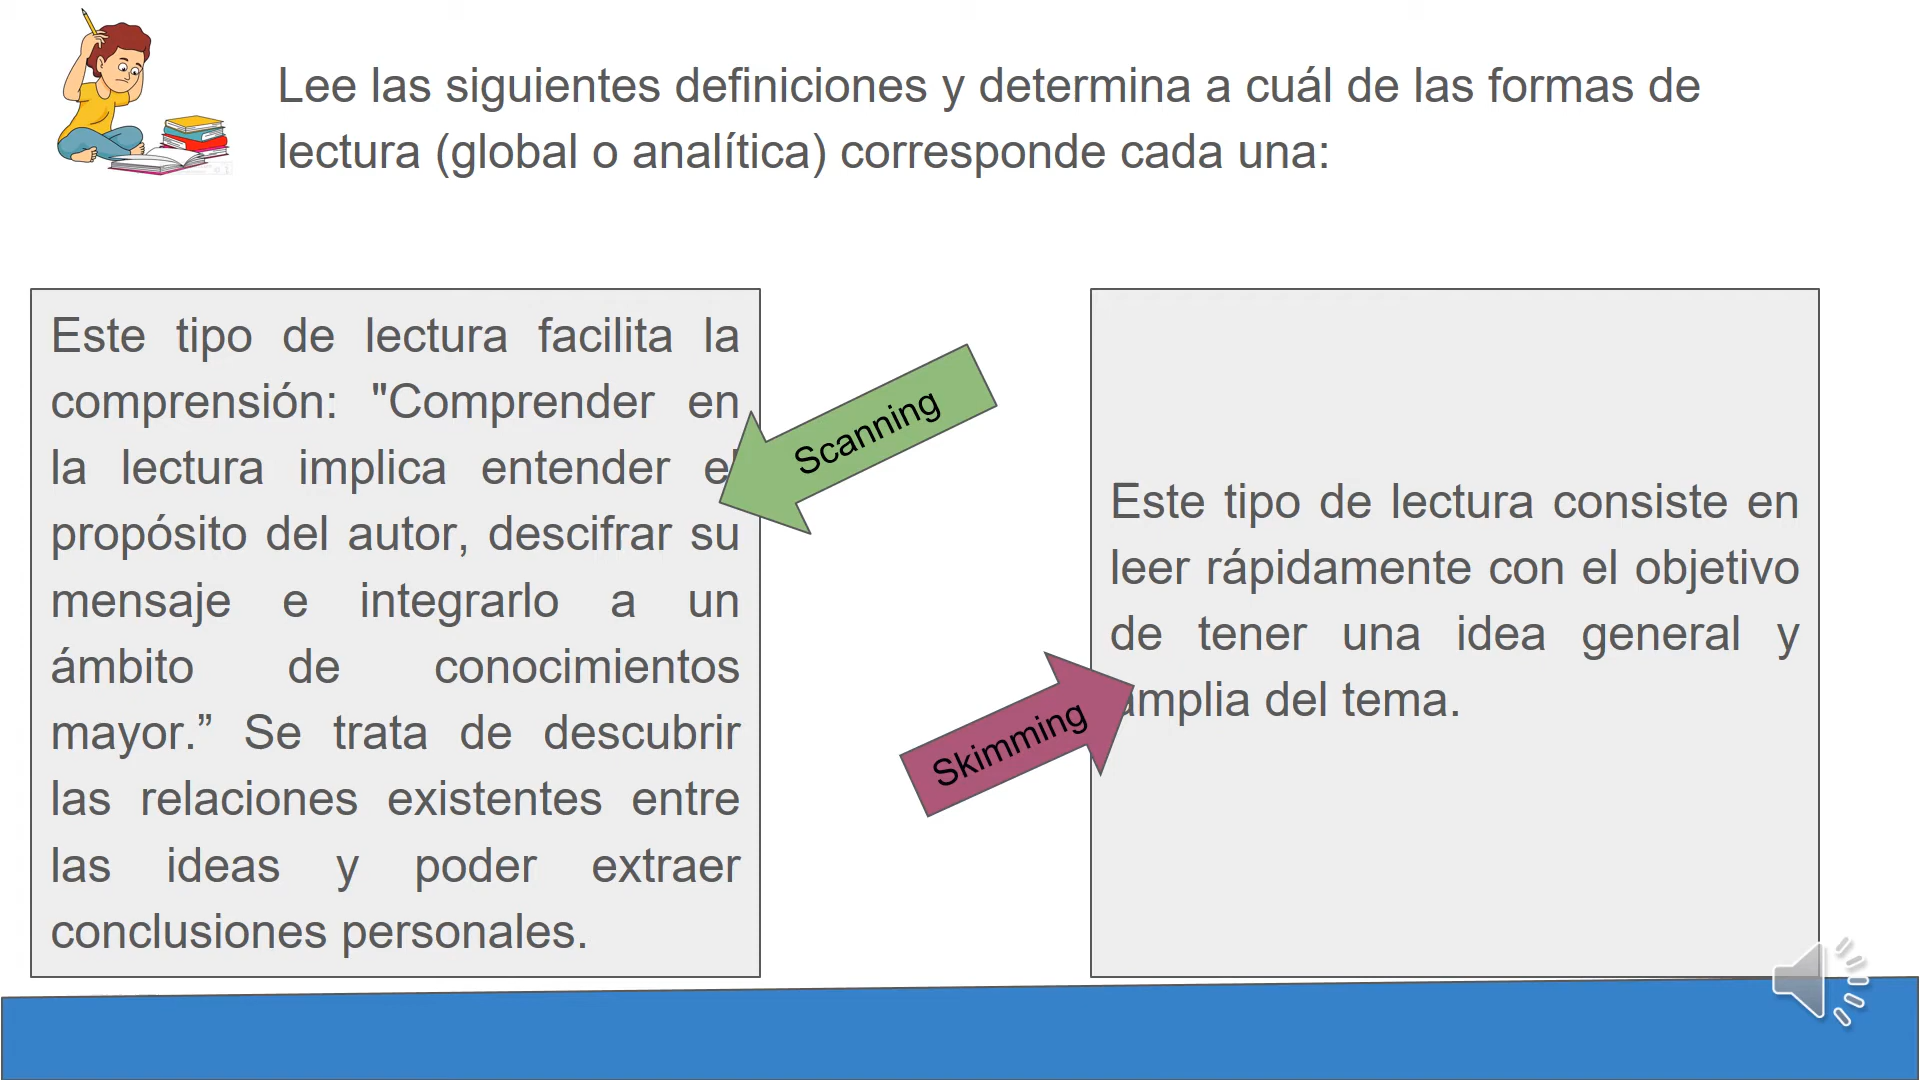 Lee las siguientes definiciones y determina a cuál de las formas de
lectura (global o analítica) corresponde cada una:
Este tipo de lectura facilita la
comprensión: "Comprender en
la lectura implica entender el
propósito del autor, descifrar su
mensaje e integrarlo a un
ámbito de conocimientos
mayor.” Se trata de descubrir
las relaciones existentes entre
las ideas y poder extraer
conclusiones personales.
Scanning
Skimming
Este tipo de lectura consiste en
leer rápidamente con el objetivo
de tener una idea general y
amplia del tema.